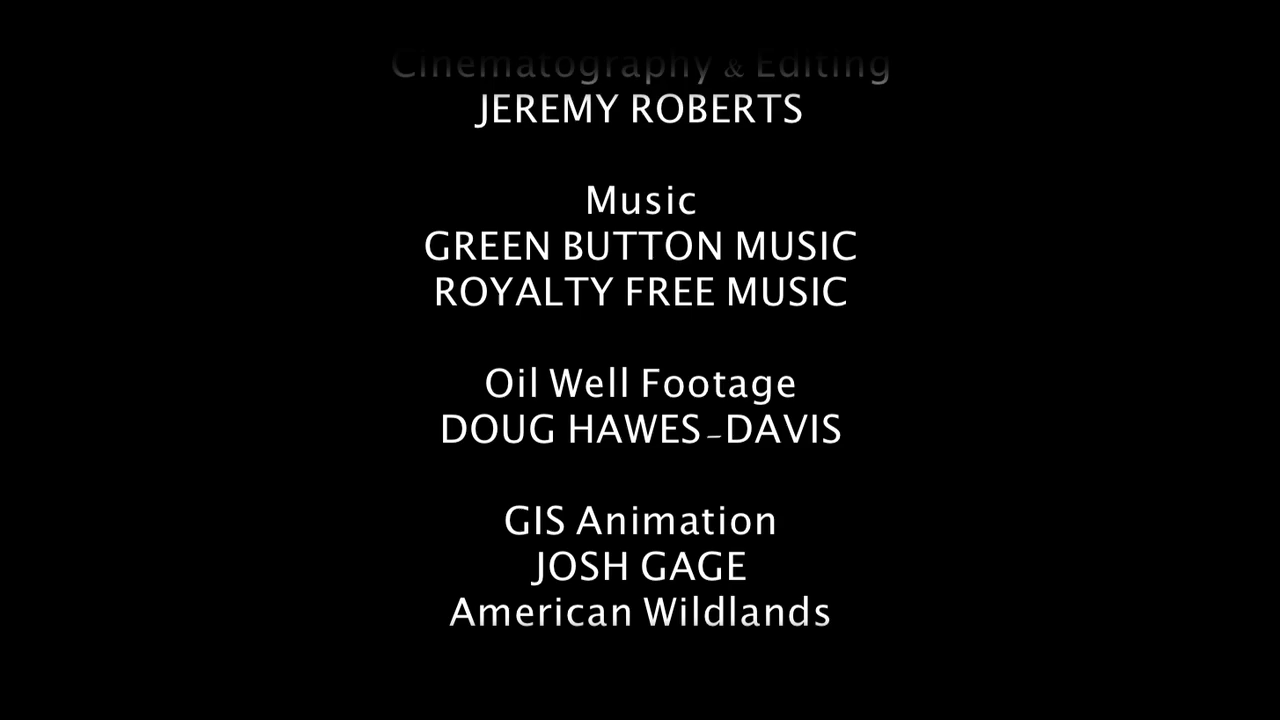 Cinematography & Editing
JEREMY ROBERTS
Music
GREEN BUTTON MUSIC
ROYALTY FREE MUSIC
Oil Well Footage
DOUG HAWES-DAVIS
GIS Animation
JOSH GAGE
American Wildlands